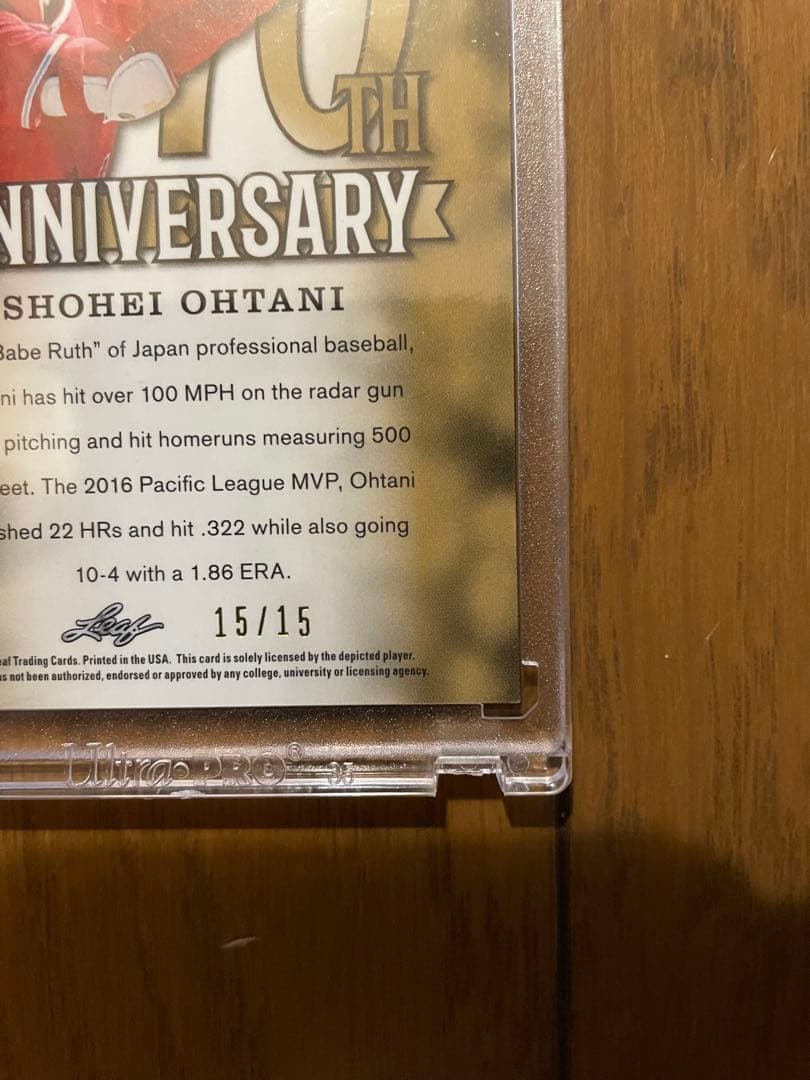 70TH
NNIVERSARY
SHOHEI OHTANI
Babe Ruth" of Japan professional baseball,
ni has hit over 100 MPH on the radar gun
pitching and hit homeruns measuring 500
eet. The 2016 Pacific League MVP, Ohtani
shed 22 HRs and hit .322 while also going
10-4 with a 1.86 ERA.
Leaf 15/15
eaf Trading Cards. Printed in the USA. This card is solely licensed by the depicted player.
as not been authorized, endorsed or approved by any college, university or licensing agency.
Ultra·PRO® 35